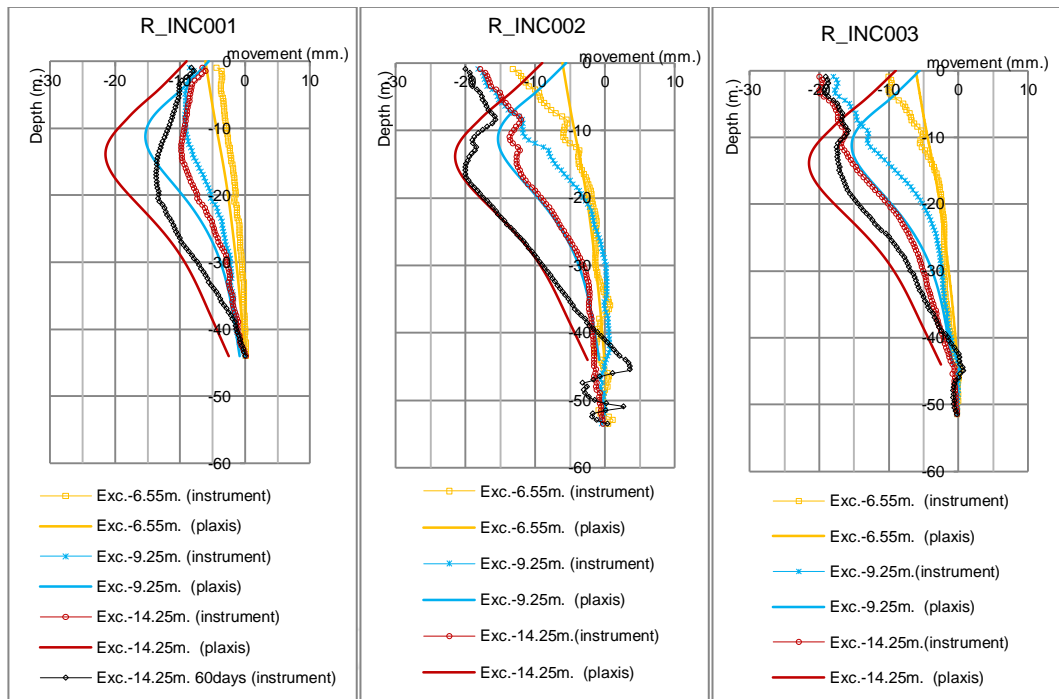 R_INC001
movement (mm.)
-30 -20 -10 0 10
Depth (m.)
0
-10
-20
-30
-40
-50
-60
Exc.-6.55m. (instrument)
Exc.-6.55m. (plaxis)
Exc.-9.25m. (instrument)
Exc.-9.25m. (plaxis)
Exc.-14.25m. (instrument)
Exc.-14.25m. (plaxis)
Exc.-14.25m. 60days (instrument)
R_INC002
movement (mm.)
-30 -20 -10 0 10
Depth (m.)
0
-10
-20
-30
-40
-50
-60
Exc.-6.55m. (instrument)
Exc.-6.55m. (plaxis)
Exc.-9.25m. (instrument)
Exc.-9.25m. (plaxis)
Exc.-14.25m.(instrument)
Exc.-14.25m. (plaxis)
R_INC003
movement (mm.)
-30 -20 -10 0 10
Depth (m.)
0
-10
-20
-30
-40
-50
-60
Exc.-6.55m. (instrument)
Exc.-6.55m. (plaxis)
Exc.-9.25m.(instrument)
Exc.-9.25m. (plaxis)
Exc.-14.25m.(instrument)
Exc.-14.25m. (plaxis)